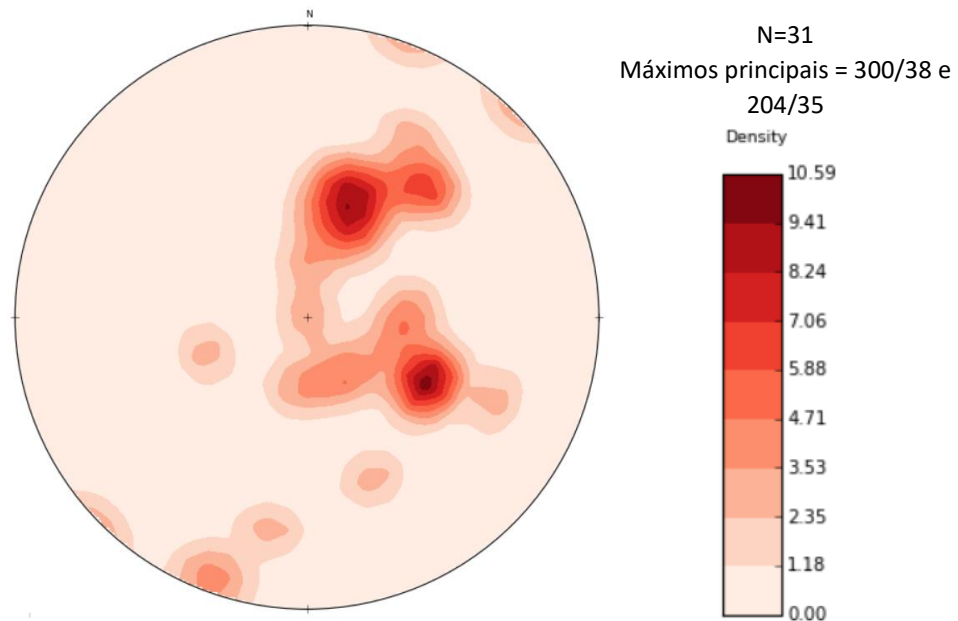 N
N=31
Máximos principais = 300/38 e
204/35
Density
10.59
9.41
8.24
7.06
5.88
4.71
3.53
2.35
1.18
0.00